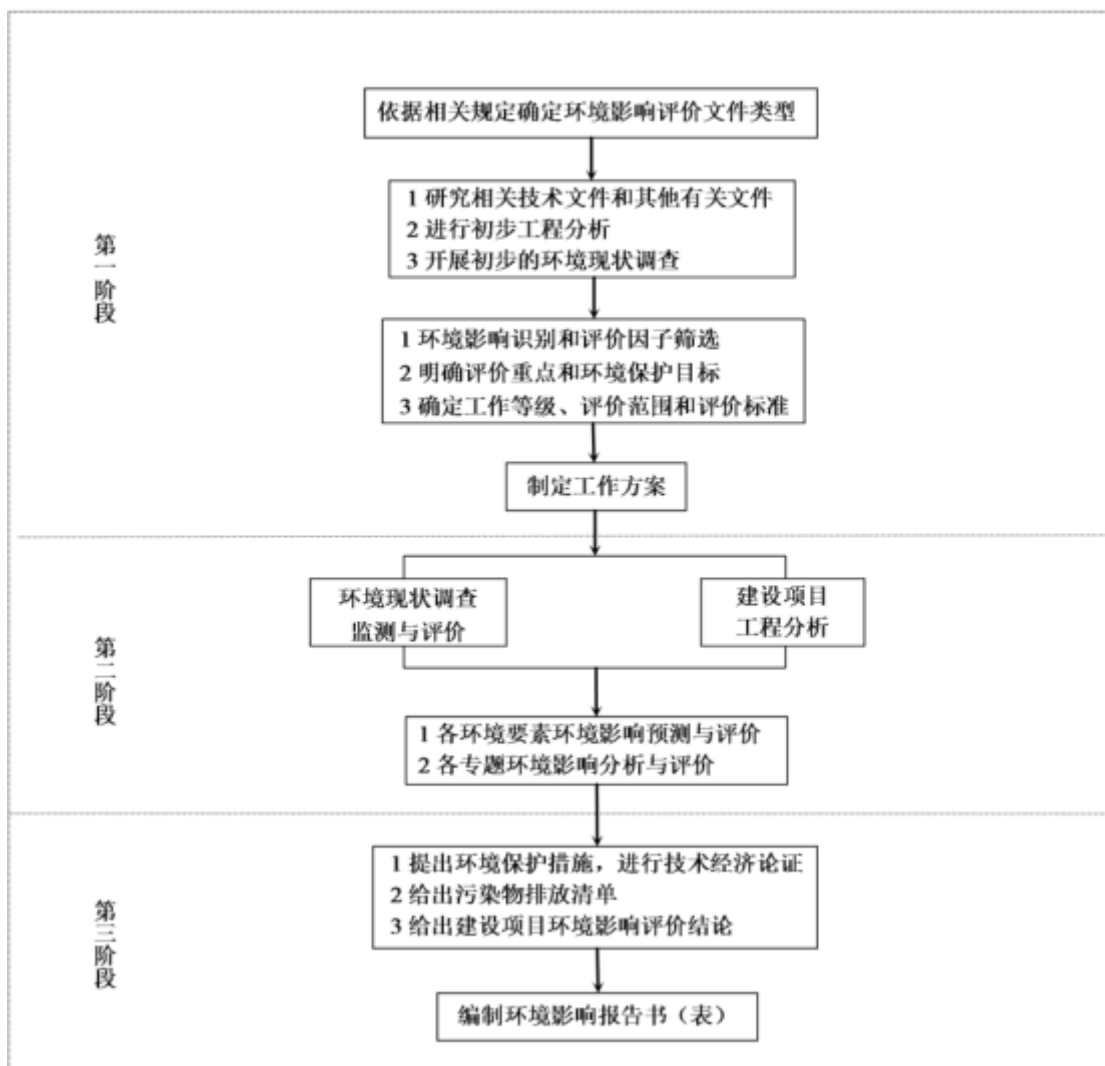 依据相关规定确定环境影响评价文件类型
第一阶段
1 研究相关技术文件和其他有关文件
2 进行初步工程分析
3 开展初步的环境现状调查
1 环境影响识别和评价因子筛选
2 明确评价重点和环境保护目标
3 确定工作等级、评价范围和评价标准
制定工作方案
第二阶段
环境现状调查
监测与评价
建设项目
工程分析
1 各环境要素环境影响预测与评价
2 各专题环境影响分析与评价
第三阶段
1 提出环境保护措施，进行技术经济论证
2 给出污染物排放清单
3 给出建设项目环境影响评价结论
编制环境影响报告书（表）